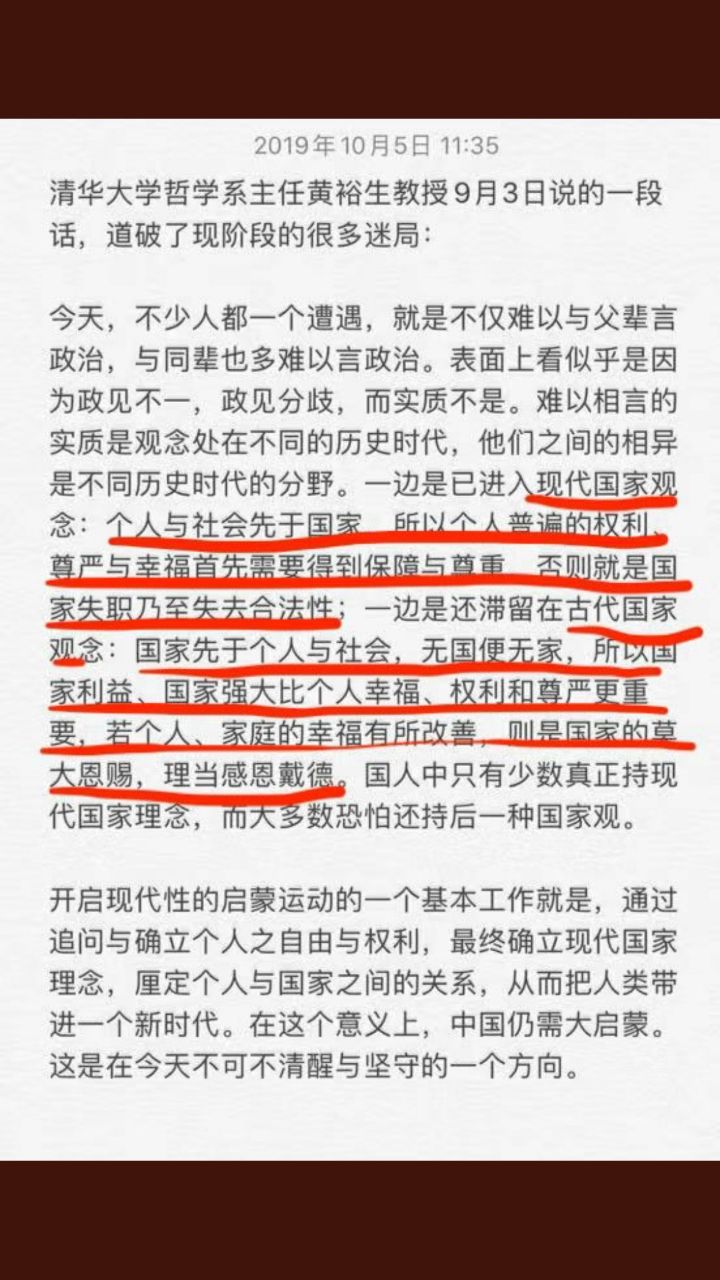 2019年10月5日 11:35
清华大学哲学系主任黄裕生教授9月3日说的一段
话，道破了现阶段的很多迷局：
今天，不少人都一个遭遇，就是不仅难以与父辈言
政治，与同辈也多难以言政治。表面上看似乎是因
为政见不一，政见分歧，而实质不是。难以相言的
实质是观念处在不同的历史时代，他们之间的相异
是不同历史时代的分野。一边是已进入现代国家观
念：个人与社会先于国家，所以个人普遍的权利、
尊严与幸福首先需要得到保障与尊重，否则就是国
家失职乃至失去合法性；一边是还滞留在古代国家
观念：国家先于个人与社会，无国便无家，所以国
家利益、国家强大比个人幸福、权利和尊严更重
要，若个人、家庭的幸福有所改善，则是国家的莫
大恩赐，理当感恩戴德。国人中只有少数真正持现
代国家理念，而大多数恐怕还持后一种国家观。
开启现代性的启蒙运动的一个基本工作就是，通过
追问与确立个人之自由与权利，最终确立现代国家
理念，厘定个人与国家之间的关系，从而把人类带
进一个新时代。在这个意义上，中国仍需大启蒙。
这是在今天不可不清醒与坚守的一个方向。